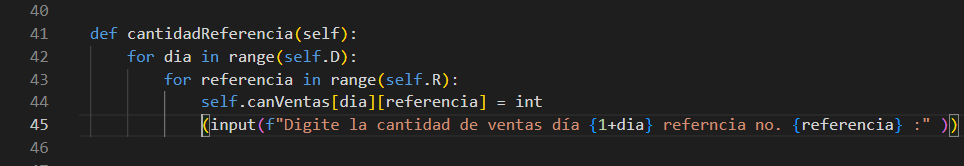 40
41 def cantidadReferencia(self):
42 for dia in range(self.D):
43 for referencia in range(self.R):
44 self.canVentas[dia][referencia] = int
45 (input(f"Digite la cantidad de ventas día {1+dia} referncia no. {referencia} :" ))
46